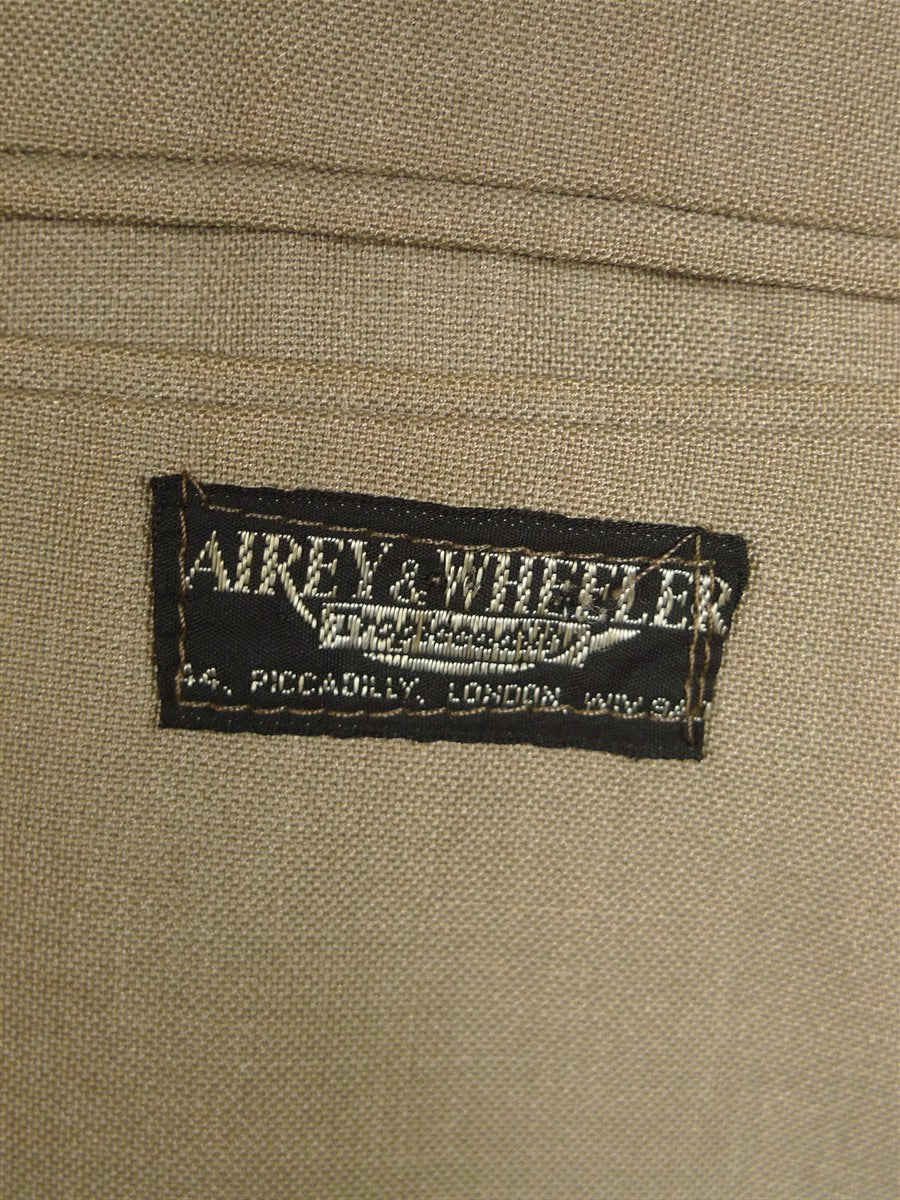 AIREY & WHEELER
44, PICCADILLY, LONDON,